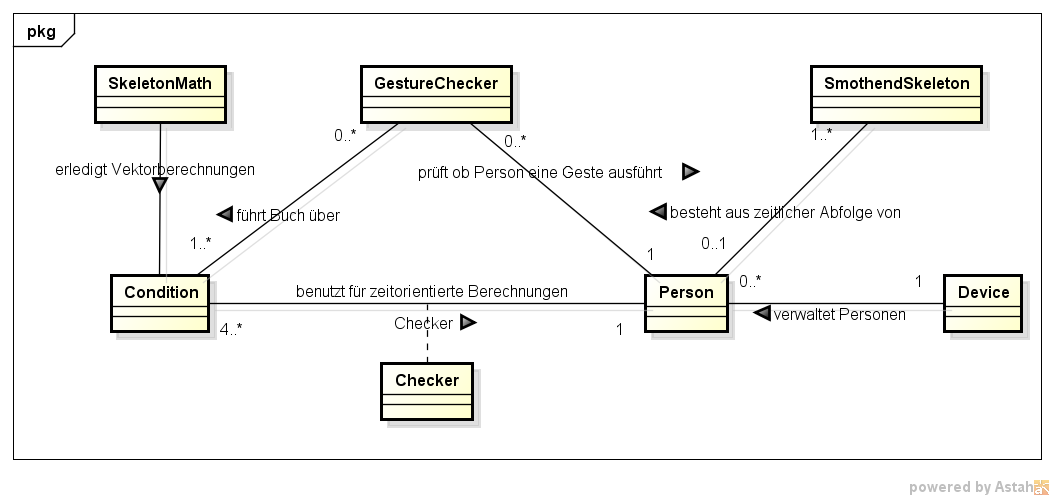 pkg
SkeletonMath
GestureChecker
SmothendSkeleton
0..*
0..*
1..*
erledigt Vektorberechnungen
prüft ob Person eine Geste ausführt
führt Buch über
besteht aus zeitlicher Abfolge von
1..*
1
0..1
Condition
benutzt für zeitorientierte Berechnungen
Person
0..*
1
Device
4..*
Checker
1
verwaltet Personen
Checker
powered by Astah